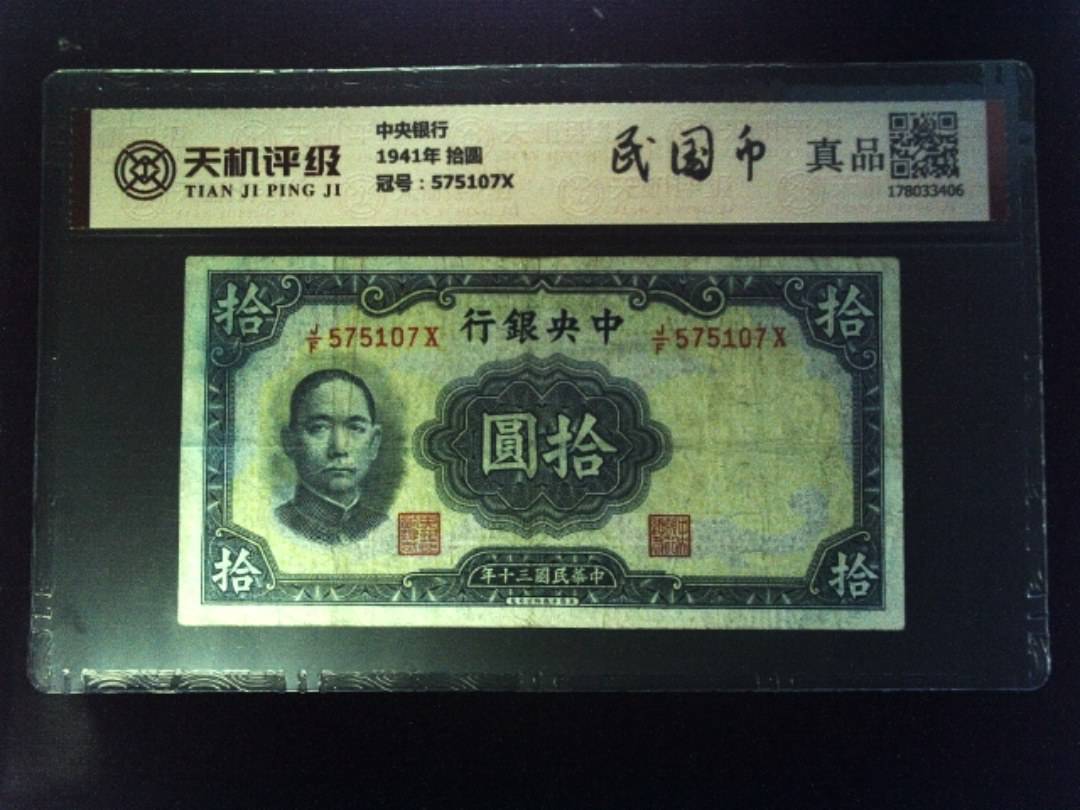 天机评级
TIAN JI PING JI
中央银行
1941年 拾圆
冠号：575107X
民国币
真品
178033406
拾
拾
行銀央中
J/F 575107X
J/F 575107X
圓拾
拾
拾
年十三國民華中